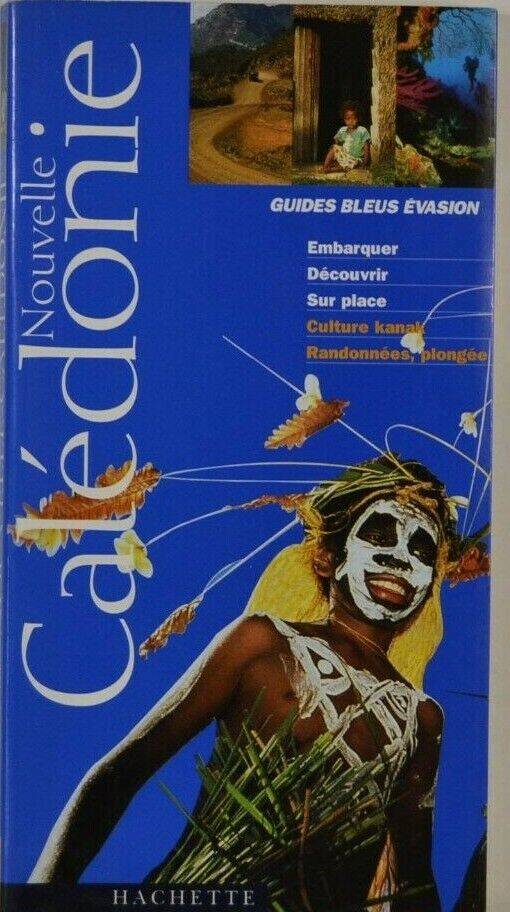 Nouvelle
Calédonie
GUIDES BLEUS ÉVASION
Embarquer
Découvrir
Sur place
Culture kanak
Randonnées, plongée
HACHETTE